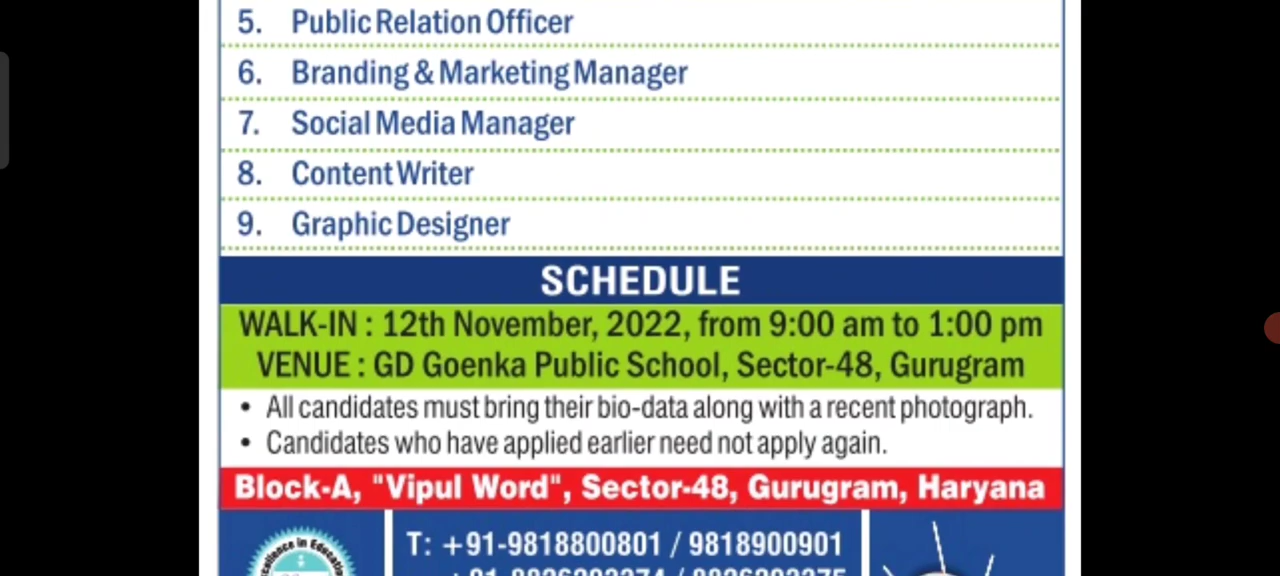 5. Public Relation Officer
6. Branding & Marketing Manager
7. Social Media Manager
8. Content Writer
9. Graphic Designer
SCHEDULE
WALK-IN : 12th November, 2022, from 9:00 am to 1:00 pm
VENUE : GD Goenka Public School, Sector-48, Gurugram
• All candidates must bring their bio-data along with a recent photograph.
• Candidates who have applied earlier need not apply again.
Block-A, "Vipul Word", Sector-48, Gurugram, Haryana
T: +91-9818800801 / 9818900901